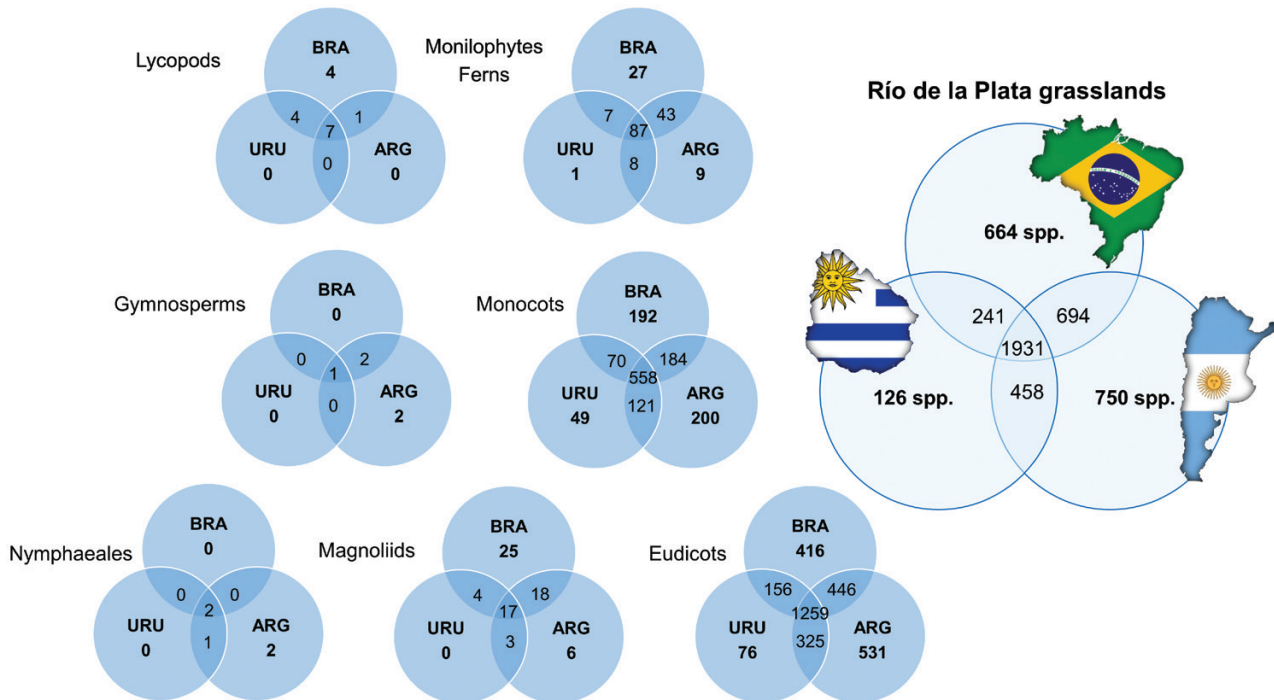 Lycopods
BRA
4
4
7
1
URU
0
0
ARG
0
Monilophytes
Ferns
BRA
27
7
87
43
URU
1
8
ARG
9
Gymnosperms
BRA
0
0
1
2
URU
0
0
ARG
2
Monocots
BRA
192
70
558
184
URU
49
121
ARG
200
Nymphaeales
BRA
0
0
2
0
URU
0
1
ARG
2
Magnoliids
BRA
25
4
17
18
URU
0
3
ARG
6
Eudicots
BRA
416
156
1259
446
URU
76
325
ARG
531
Río de la Plata grasslands
664 spp.
241
694
1931
126 spp.
458
750 spp.